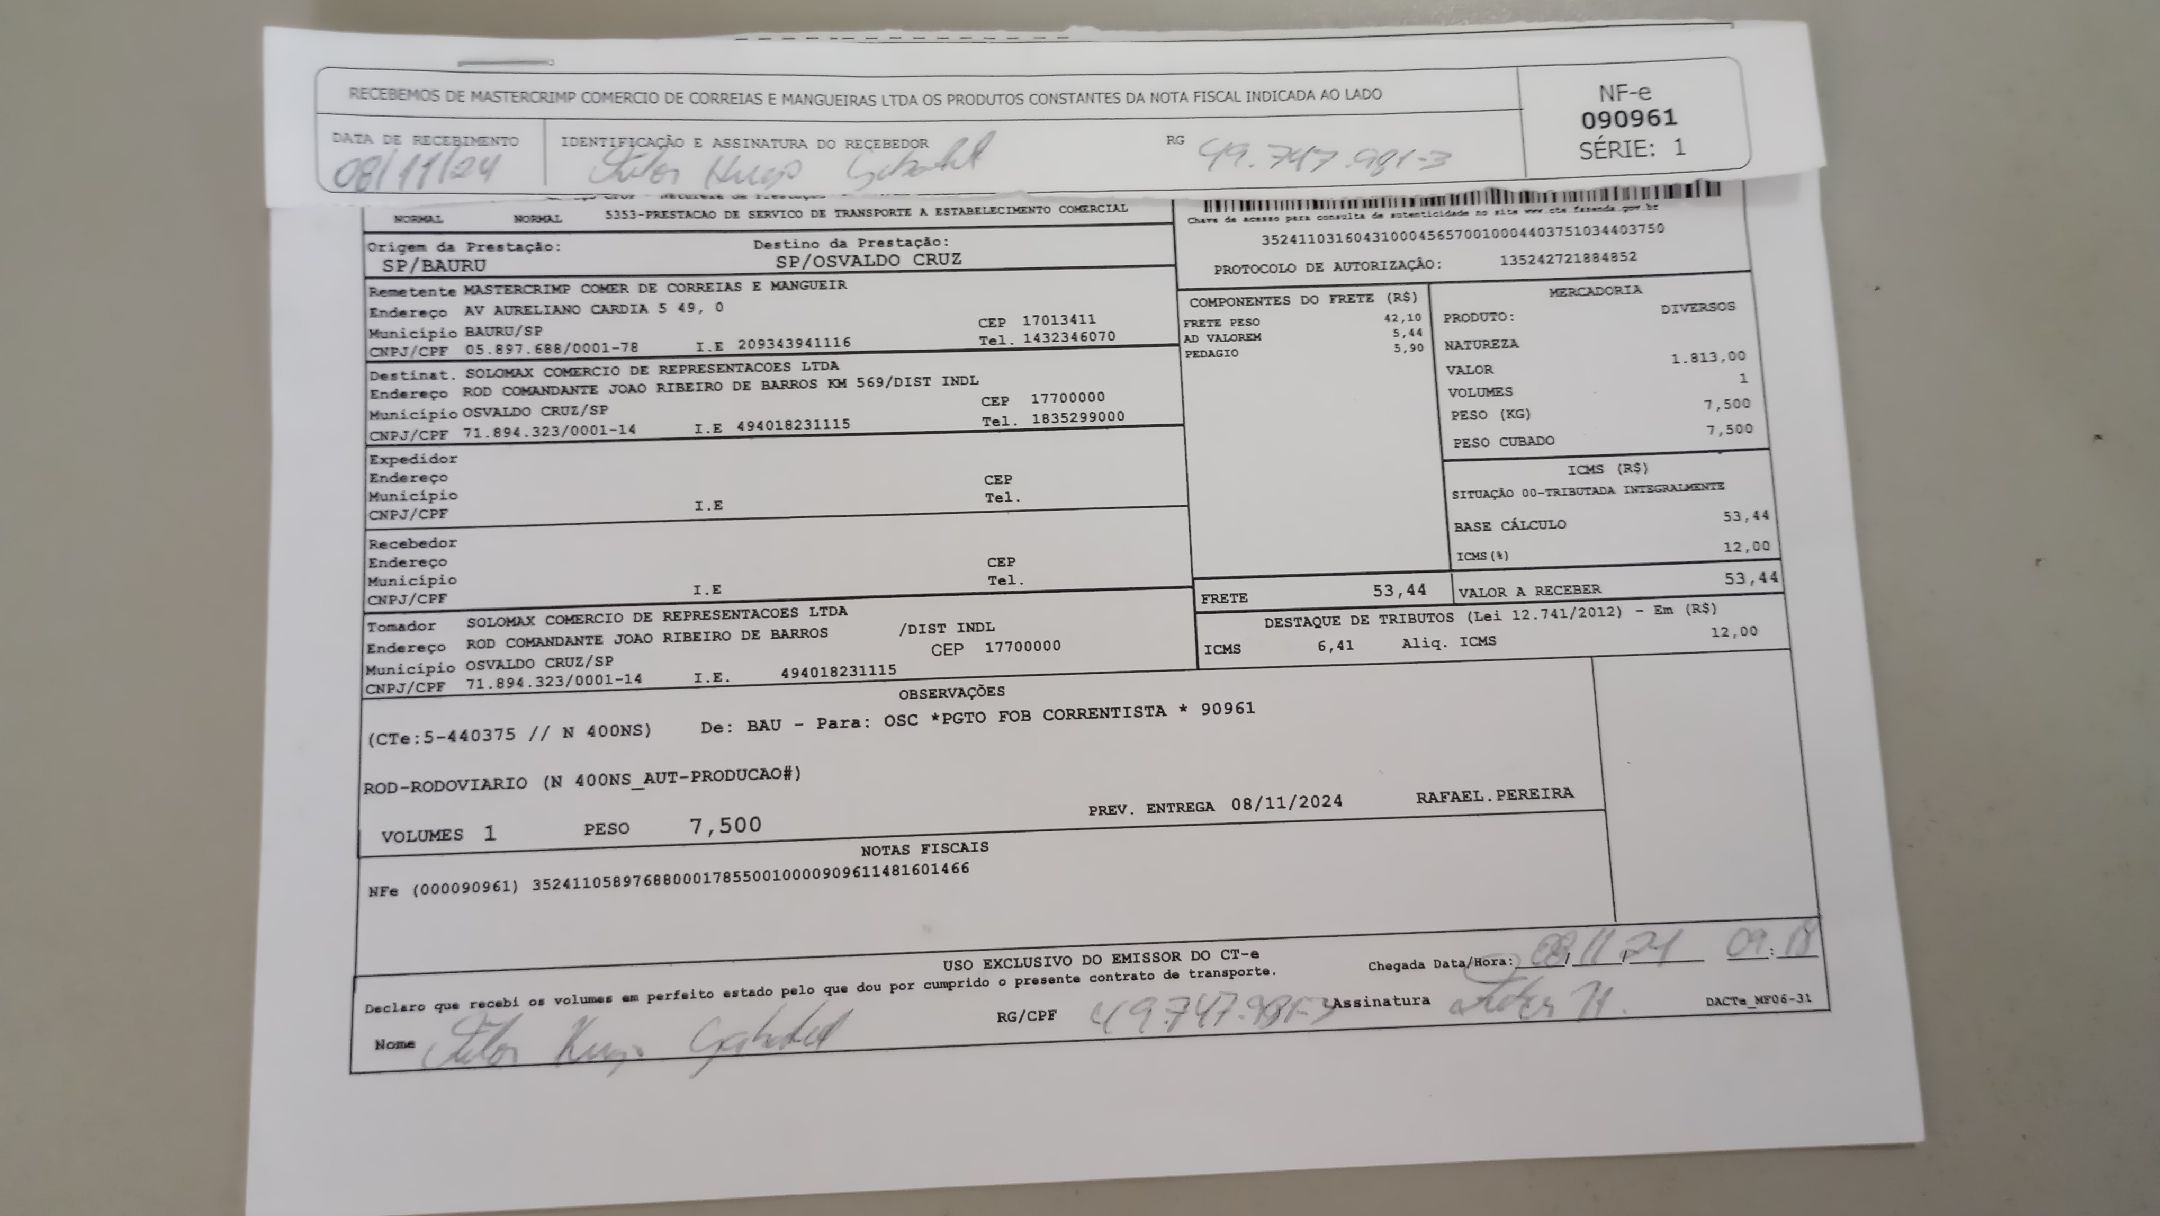 RECEBEMOS DE MASTERCRIMP COMERCIO DE CORREIAS E MANGUEIRAS LTDA OS PRODUTOS CONSTANTES DA NOTA FISCAL INDICADA AO LADO
NF-e
090961
SÉRIE: 1
DATA DE RECEBIMENTO
08/11/24
IDENTIFICAÇÃO E ASSINATURA DO RECEBEDOR
Hugo
RG
49.747.981-3
NORMAL NORMAL 5353-PRESTACAO DE SERVICO DE TRANSPORTE A ESTABELECIMENTO COMERCIAL
Chave de acesso para consulta de autenticidade no site www.cte.fazenda.gov.br
35241103160431000456570010004403751034403750
PROTOCOLO DE AUTORIZAÇÃO: 135242721884852
Origem da Prestação: Destino da Prestação:
SP/BAURU SP/OSVALDO CRUZ
Remetente MASTERCRIMP COMER DE CORREIAS E MANGUEIR
Endereço AV AURELIANO CARDIA 5 49, 0
Município BAURU/SP CEP 17013411
CNPJ/CPF 05.897.688/0001-78 I.E 209343941116 Tel. 1432346070
Destinat. SOLOMAX COMERCIO DE REPRESENTACOES LTDA
Endereço ROD COMANDANTE JOAO RIBEIRO DE BARROS KM 569/DIST INDL
Município OSVALDO CRUZ/SP CEP 17700000
CNPJ/CPF 71.894.323/0001-14 I.E 494018231115 Tel. 1835299000
Expedidor
Endereço
Município CEP
CNPJ/CPF I.E Tel.
Recebedor
Endereço
Município CEP
CNPJ/CPF I.E Tel.
Tomador SOLOMAX COMERCIO DE REPRESENTACOES LTDA
Endereço ROD COMANDANTE JOAO RIBEIRO DE BARROS /DIST INDL
Município OSVALDO CRUZ/SP CEP 17700000
CNPJ/CPF 71.894.323/0001-14 I.E. 494018231115
COMPONENTES DO FRETE (R$)
FRETE PESO 42,10
AD VALOREM 5,44
PEDAGIO 5,90
MERCADORIA
PRODUTO: DIVERSOS
NATUREZA
VALOR 1.813,00
VOLUMES 1
PESO (KG) 7,500
PESO CUBADO 7,500
ICMS (R$)
SITUAÇÃO 00-TRIBUTADA INTEGRALMENTE
BASE CÁLCULO 53,44
ICMS(%) 12,00
FRETE 53,44 VALOR A RECEBER 53,44
DESTAQUE DE TRIBUTOS (Lei 12.741/2012) - Em (R$)
ICMS 6,41 Aliq. ICMS 12,00
OBSERVAÇÕES
(CTe:5-440375 // N 400NS) De: BAU - Para: OSC *PGTO FOB CORRENTISTA * 90961
ROD-RODOVIARIO (N 400NS_AUT-PRODUCAO#)
VOLUMES 1 PESO 7,500 PREV. ENTREGA 08/11/2024 RAFAEL.PEREIRA
NOTAS FISCAIS
NFe (000090961) 35241105897688000178550010000909611481601466
USO EXCLUSIVO DO EMISSOR DO CT-e
Declaro que recebi os volumes em perfeito estado pelo que dou por cumprido o presente contrato de transporte.
Chegada Data/Hora: 08/11/24 09:18
Nome Hugo RG/CPF 49.747.981-3 Assinatura
DACTe_MF06-31